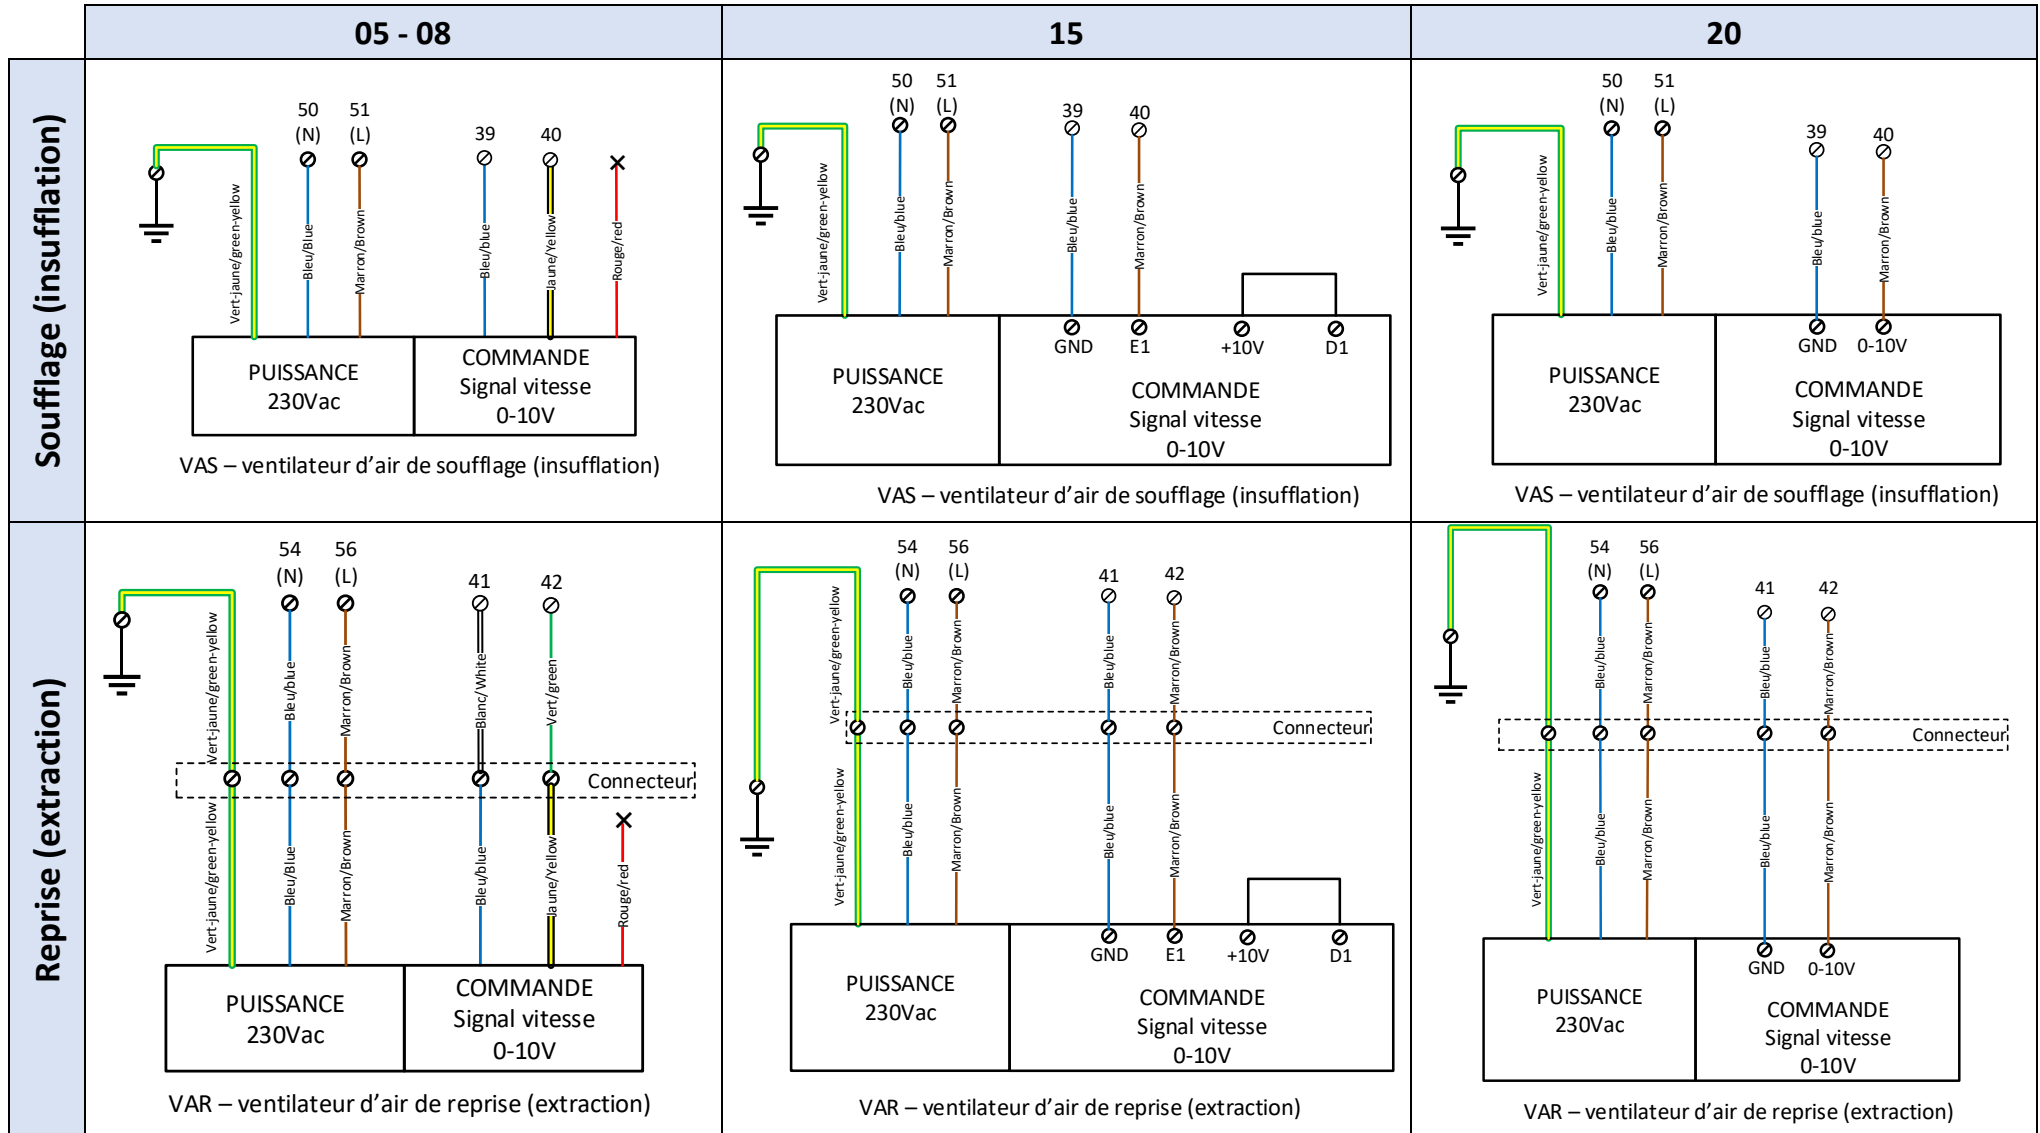 05 - 08
15
20
Soufflage (insufflation)
50
(N)
51
(L)
39
40
Vert-jaune/green-yellow
Bleu/Blue
Marron/Brown
Bleu/blue
Jaune/Yellow
Rouge/red
PUISSANCE
230Vac
COMMANDE
Signal vitesse
0-10V
VAS – ventilateur d’air de soufflage (insufflation)
50
(N)
51
(L)
39
40
Vert-jaune/green-yellow
Bleu/blue
Marron/Brown
Bleu/blue
Marron/Brown
GND
E1
+10V
D1
PUISSANCE
230Vac
COMMANDE
Signal vitesse
0-10V
VAS – ventilateur d’air de soufflage (insufflation)
50
(N)
51
(L)
39
40
Vert-jaune/green-yellow
Bleu/blue
Marron/Brown
Bleu/blue
Marron/Brown
GND
0-10V
PUISSANCE
230Vac
COMMANDE
Signal vitesse
0-10V
VAS – ventilateur d’air de soufflage (insufflation)
Reprise (extraction)
54
(N)
56
(L)
41
42
Vert-jaune/green-yellow
Bleu/blue
Marron/Brown
Blanc/White
Vert/green
Connecteur
Vert-jaune/green-yellow
Bleu/Blue
Marron/Brown
Bleu/blue
Jaune/Yellow
Rouge/red
PUISSANCE
230Vac
COMMANDE
Signal vitesse
0-10V
VAR – ventilateur d’air de reprise (extraction)
54
(N)
56
(L)
41
42
Vert-jaune/green-yellow
Bleu/blue
Marron/Brown
Bleu/blue
Marron/Brown
Connecteur
Vert-jaune/green-yellow
Bleu/blue
Marron/Brown
Bleu/blue
Marron/Brown
GND
E1
+10V
D1
PUISSANCE
230Vac
COMMANDE
Signal vitesse
0-10V
VAR – ventilateur d’air de reprise (extraction)
54
(N)
56
(L)
41
42
Vert-jaune/green-yellow
Bleu/blue
Marron/Brown
Bleu/blue
Marron/Brown
Connecteur
Vert-jaune/green-yellow
Bleu/blue
Marron/Brown
Bleu/blue
Marron/Brown
GND
0-10V
PUISSANCE
230Vac
COMMANDE
Signal vitesse
0-10V
VAR – ventilateur d’air de reprise (extraction)